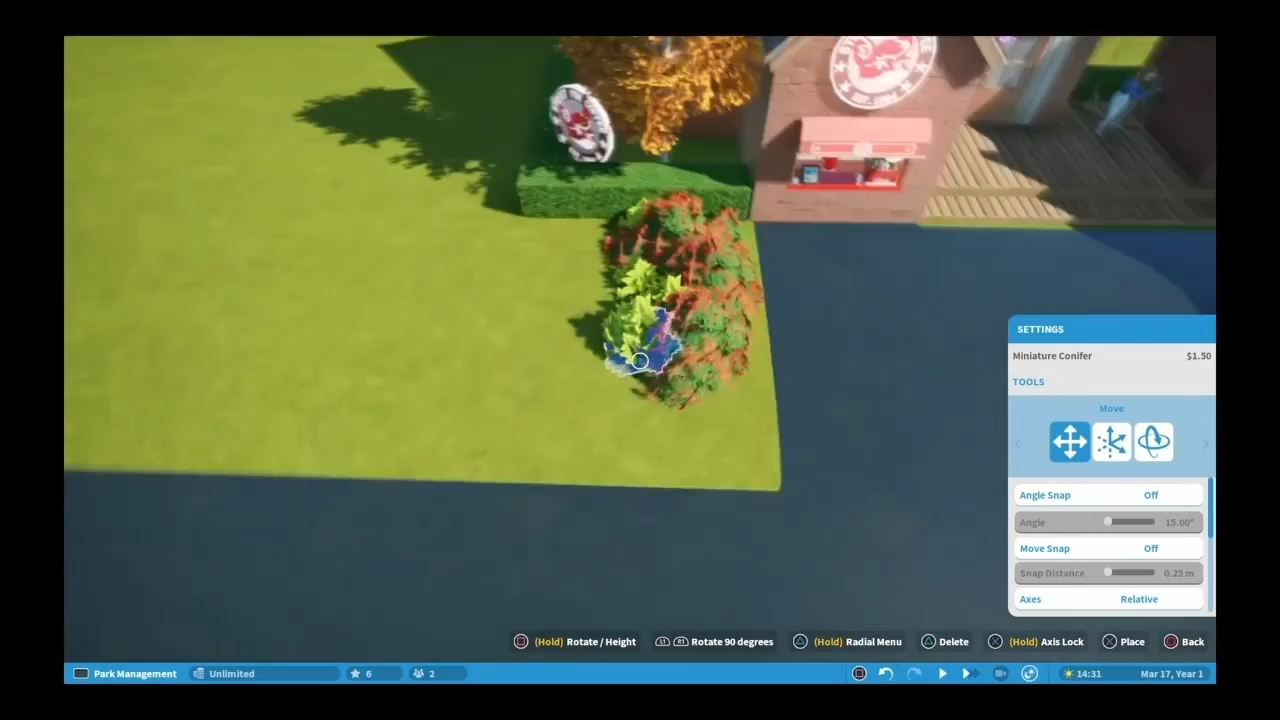 SETTINGS
Miniature Conifer $1.50
TOOLS
Move
Angle Snap Off
Angle 15.00°
Move Snap Off
Snap Distance 0.25 m
Axes Relative
(Hold) Rotate / Height L1 R1 Rotate 90 degrees (Hold) Radial Menu Delete (Hold) Axis Lock Place Back
Park Management Unlimited 6 2 14:31 Mar 17, Year 1